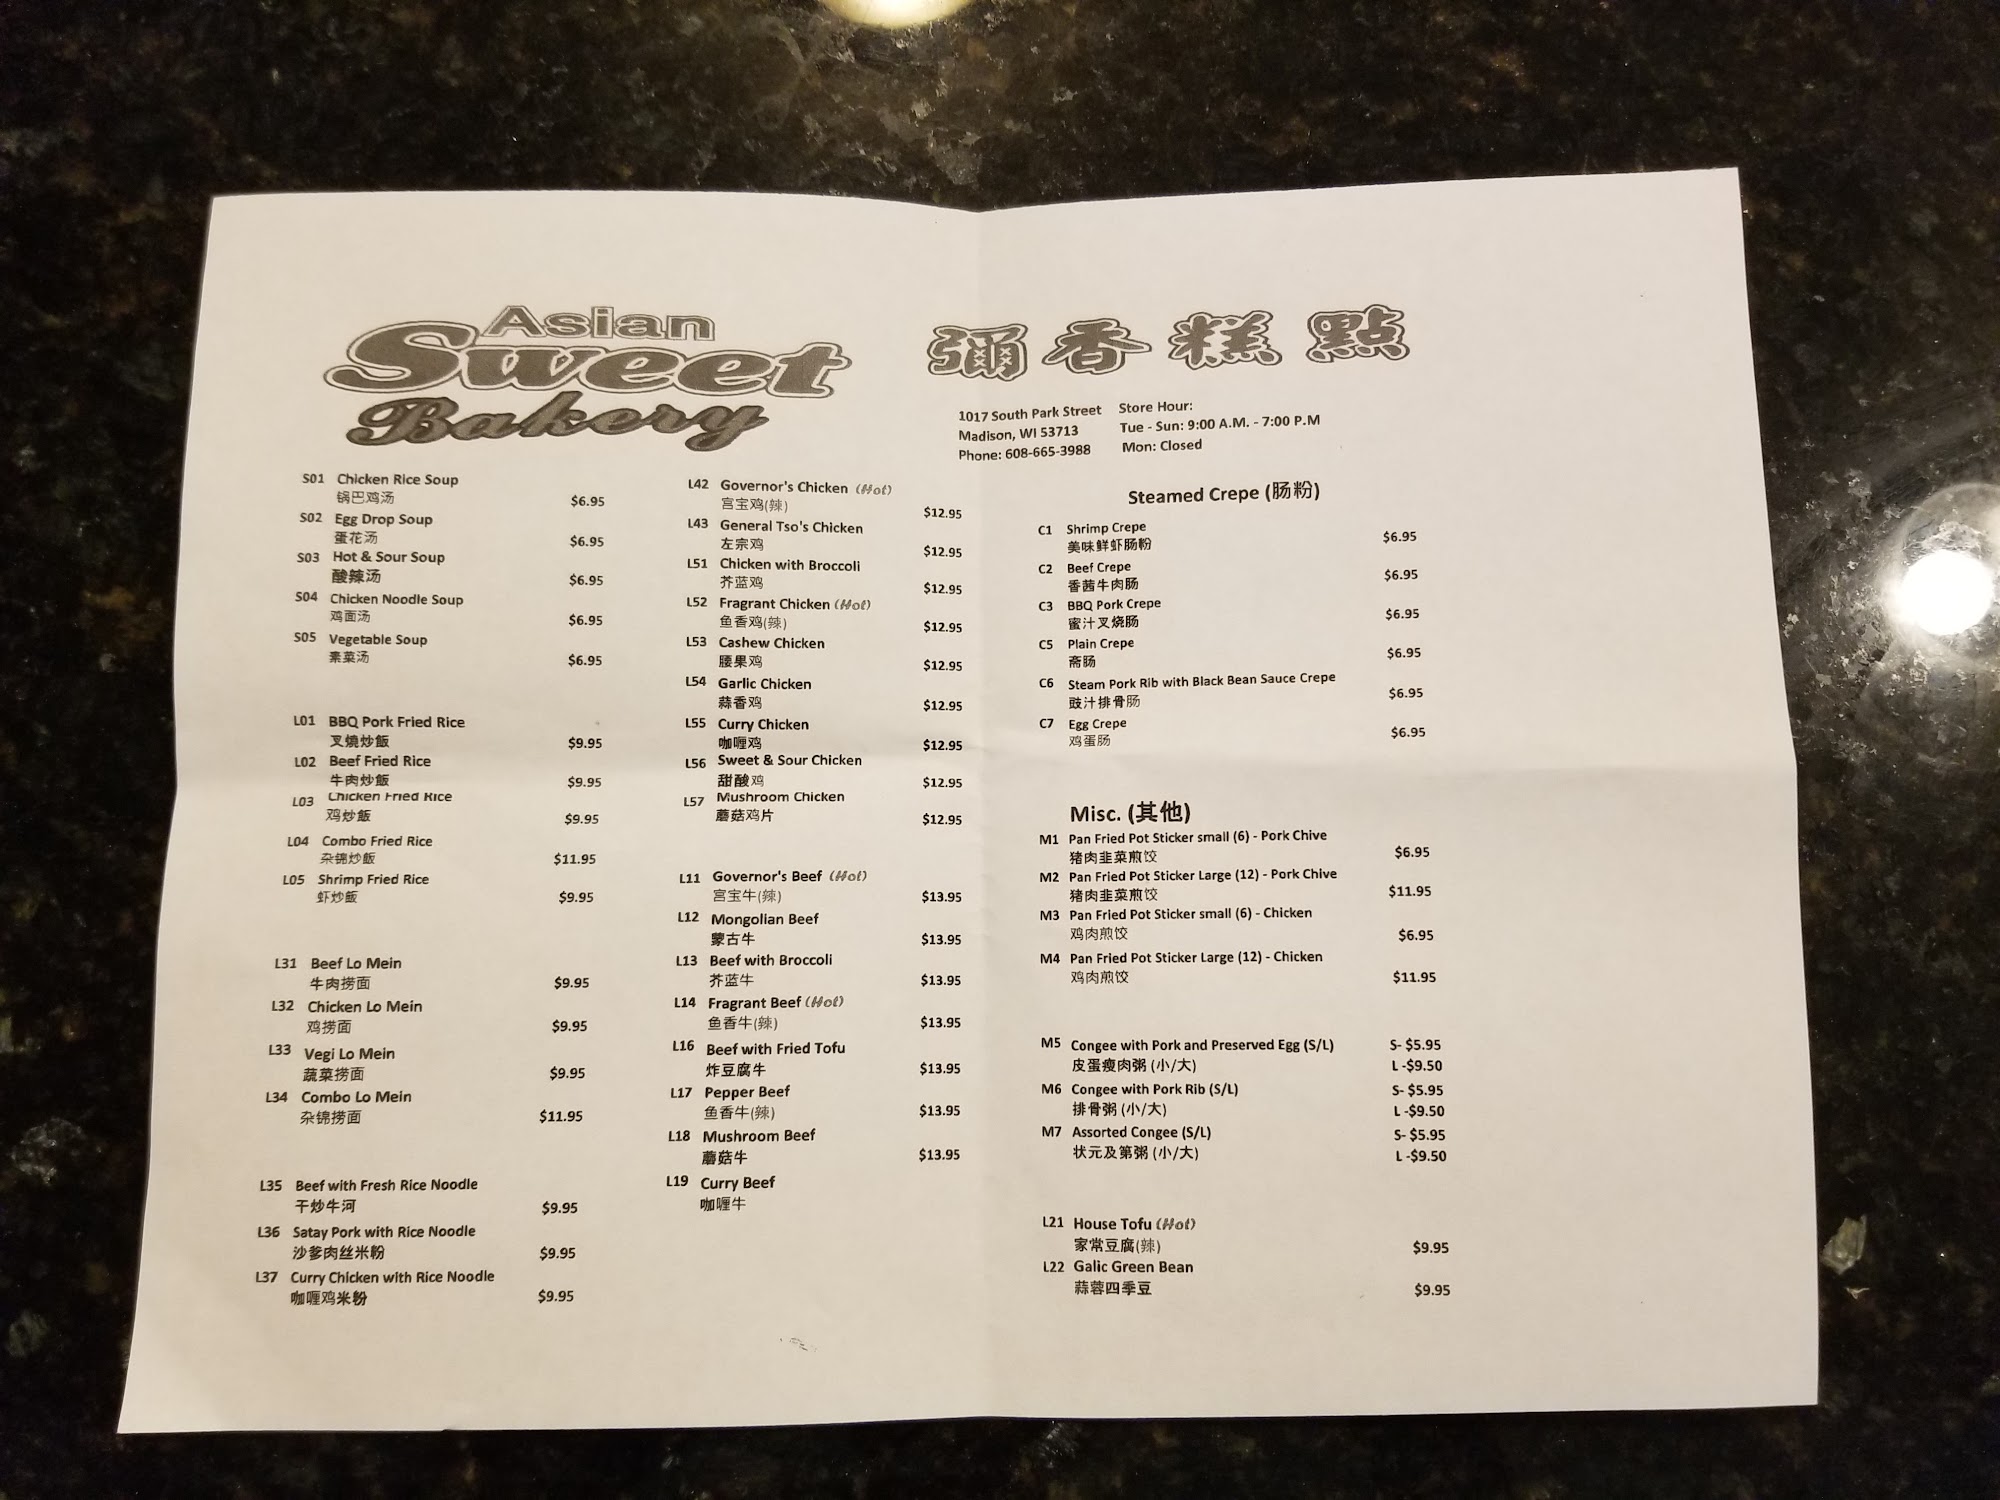 Asian
Sweet
Bakery
彌香糕點
1017 South Park Street
Madison, WI 53713
Phone: 608-665-3988
Store Hour:
Tue - Sun: 9:00 A.M. - 7:00 P.M
Mon: Closed
S01 Chicken Rice Soup
锅巴鸡汤 $6.95
S02 Egg Drop Soup
蛋花汤 $6.95
S03 Hot & Sour Soup
酸辣汤 $6.95
S04 Chicken Noodle Soup
鸡面汤 $6.95
S05 Vegetable Soup
素菜汤 $6.95
L01 BBQ Pork Fried Rice
叉燒炒飯 $9.95
L02 Beef Fried Rice
牛肉炒飯 $9.95
L03 Chicken Fried Rice
鸡炒飯 $9.95
L04 Combo Fried Rice
杂锦炒飯 $11.95
L05 Shrimp Fried Rice
虾炒飯 $9.95
L31 Beef Lo Mein
牛肉捞面 $9.95
L32 Chicken Lo Mein
鸡捞面 $9.95
L33 Vegi Lo Mein
蔬菜捞面 $9.95
L34 Combo Lo Mein
杂锦捞面 $11.95
L35 Beef with Fresh Rice Noodle
干炒牛河 $9.95
L36 Satay Pork with Rice Noodle
沙爹肉丝米粉 $9.95
L37 Curry Chicken with Rice Noodle
咖喱鸡米粉 $9.95
L42 Governor's Chicken (Hot)
宫宝鸡(辣) $12.95
L43 General Tso's Chicken
左宗鸡 $12.95
L51 Chicken with Broccoli
芥蓝鸡 $12.95
L52 Fragrant Chicken (Hot)
鱼香鸡(辣) $12.95
L53 Cashew Chicken
腰果鸡 $12.95
L54 Garlic Chicken
蒜香鸡 $12.95
L55 Curry Chicken
咖喱鸡 $12.95
L56 Sweet & Sour Chicken
甜酸鸡 $12.95
L57 Mushroom Chicken
蘑菇鸡片 $12.95
L11 Governor's Beef (Hot)
宫宝牛(辣) $13.95
L12 Mongolian Beef
蒙古牛 $13.95
L13 Beef with Broccoli
芥蓝牛 $13.95
L14 Fragrant Beef (Hot)
鱼香牛(辣) $13.95
L16 Beef with Fried Tofu
炸豆腐牛 $13.95
L17 Pepper Beef
鱼香牛(辣) $13.95
L18 Mushroom Beef
蘑菇牛 $13.95
L19 Curry Beef
咖喱牛
Steamed Crepe (肠粉)
C1 Shrimp Crepe
美味鲜虾肠粉 $6.95
C2 Beef Crepe
香茜牛肉肠 $6.95
C3 BBQ Pork Crepe
蜜汁叉烧肠 $6.95
C5 Plain Crepe
斋肠 $6.95
C6 Steam Pork Rib with Black Bean Sauce Crepe
豉汁排骨肠 $6.95
C7 Egg Crepe
鸡蛋肠 $6.95
Misc. (其他)
M1 Pan Fried Pot Sticker small (6) - Pork Chive
猪肉韭菜煎饺 $6.95
M2 Pan Fried Pot Sticker Large (12) - Pork Chive
猪肉韭菜煎饺 $11.95
M3 Pan Fried Pot Sticker small (6) - Chicken
鸡肉煎饺 $6.95
M4 Pan Fried Pot Sticker Large (12) - Chicken
鸡肉煎饺 $11.95
M5 Congee with Pork and Preserved Egg (S/L) S- $5.95
皮蛋瘦肉粥 (小/大) L -$9.50
M6 Congee with Pork Rib (S/L) S- $5.95
排骨粥 (小/大) L -$9.50
M7 Assorted Congee (S/L) S- $5.95
状元及第粥 (小/大) L -$9.50
L21 House Tofu (Hot)
家常豆腐(辣) $9.95
L22 Galic Green Bean
蒜蓉四季豆 $9.95